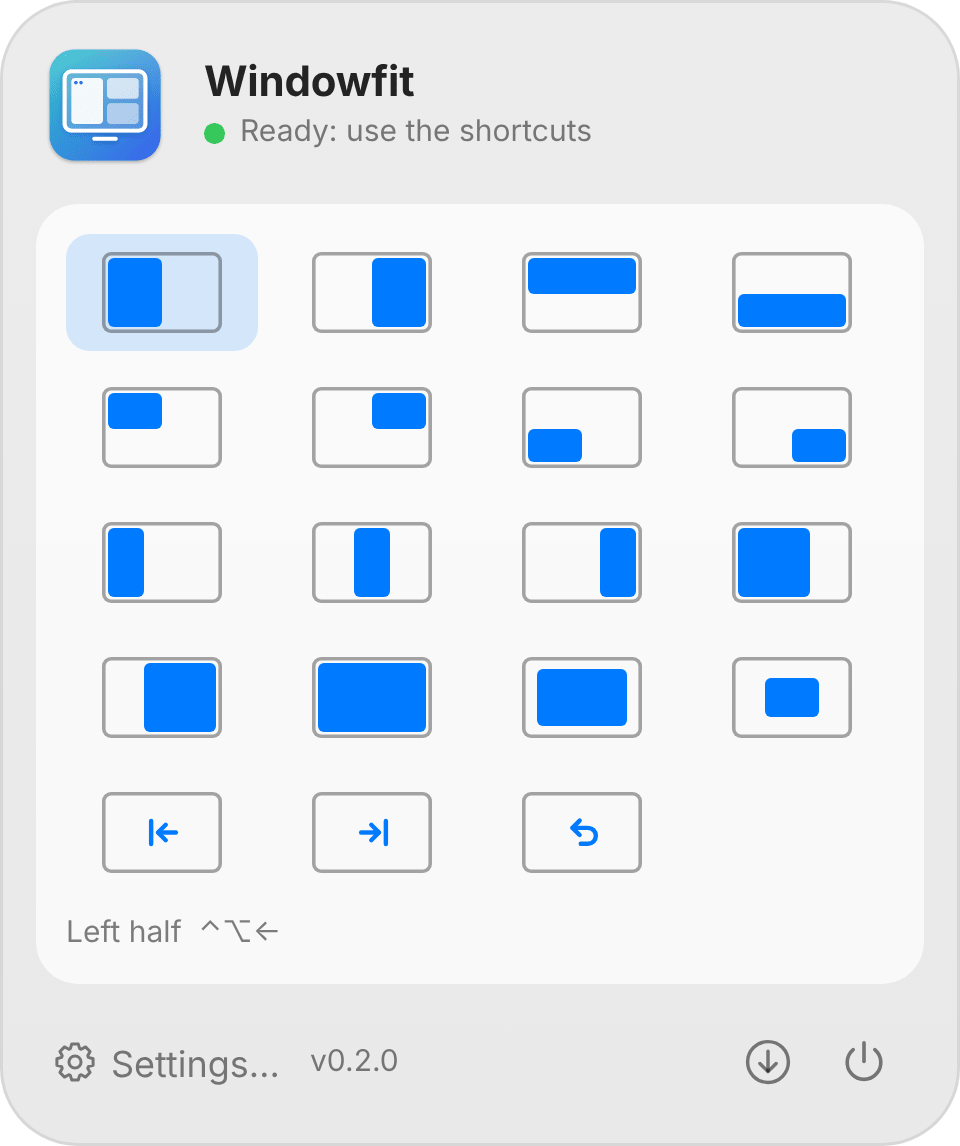 Windowfit
Ready: use the shortcuts
Left half ^⌥←
Settings...
v0.2.0